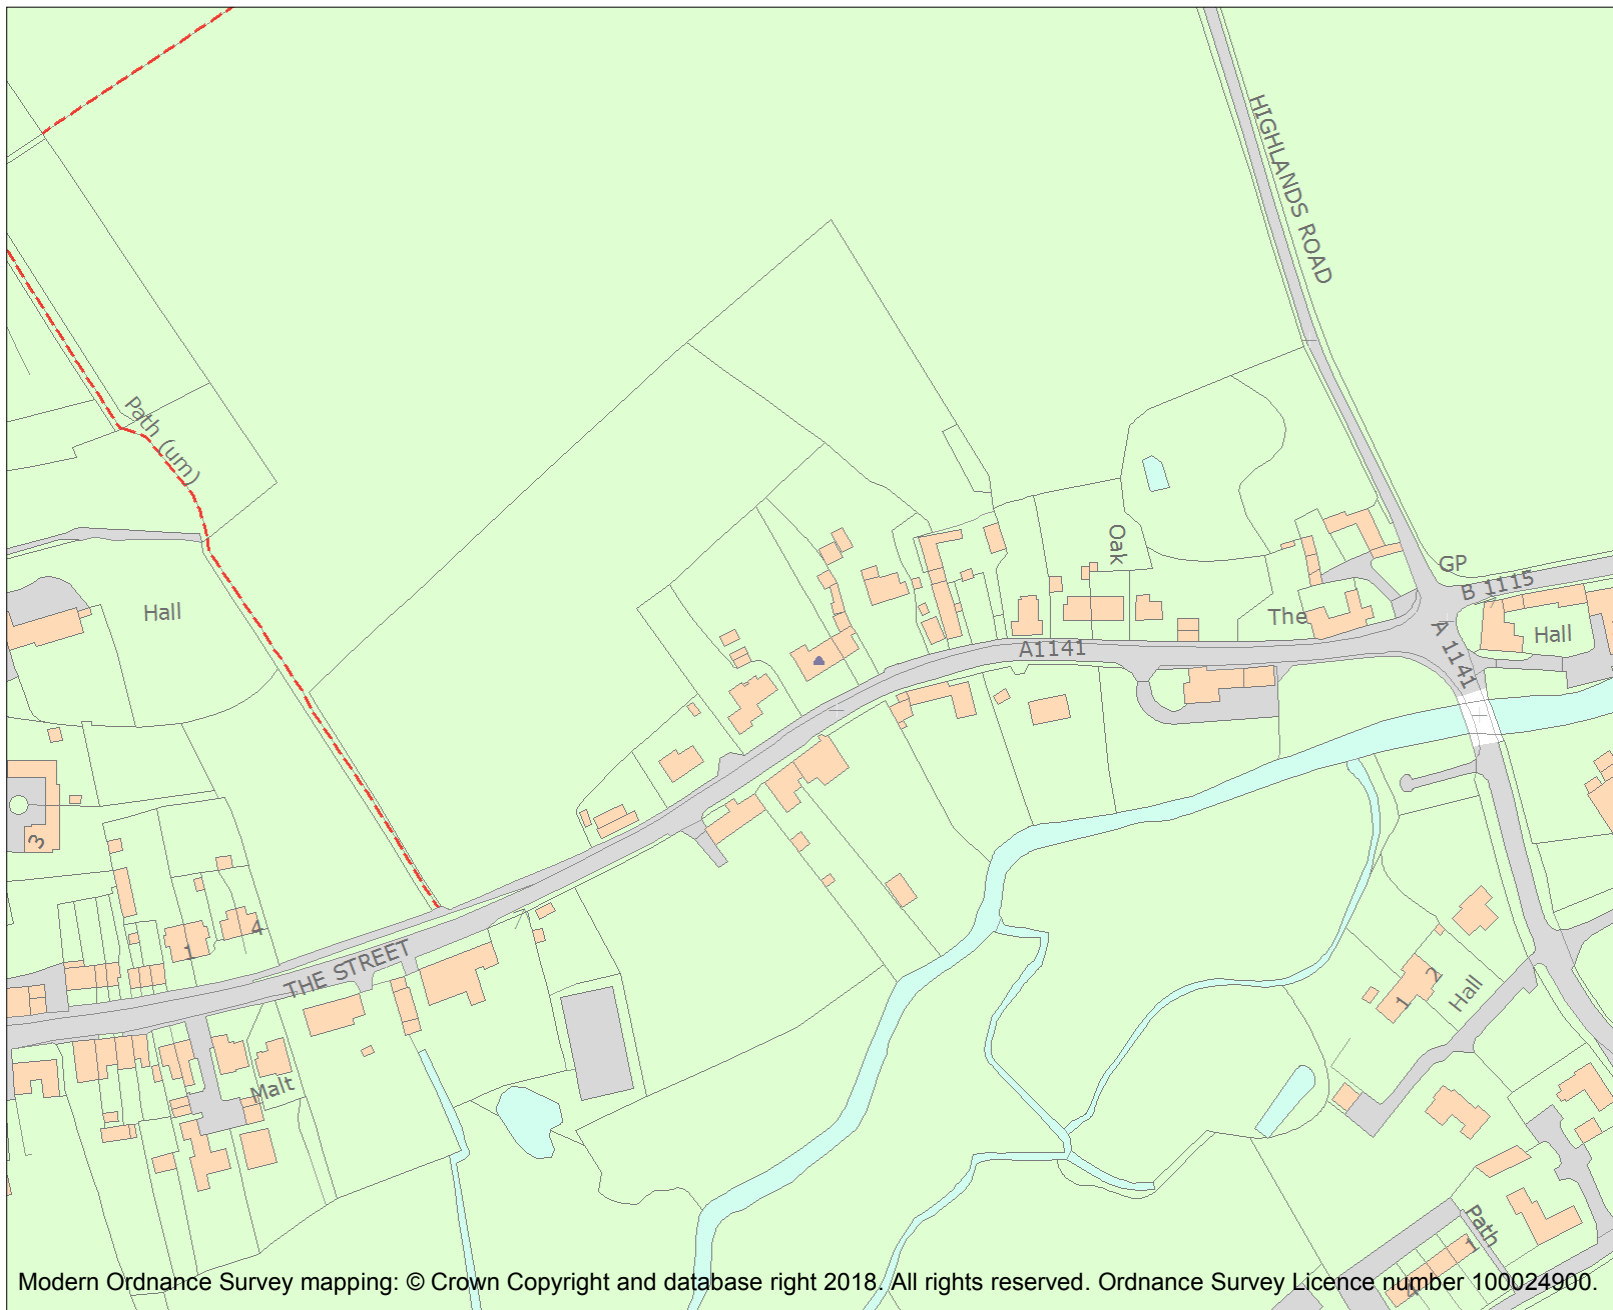 HIGHLANDS ROAD
Path (um)
Oak
GP
B 1115
Hall
The
Hall
A1141
A 1141
3
4
1
THE STREET
2
1
Hall
Malt
Path
1
4
Modern Ordnance Survey mapping: © Crown Copyright and database right 2018. All rights reserved. Ordnance Survey Licence number 100024900.